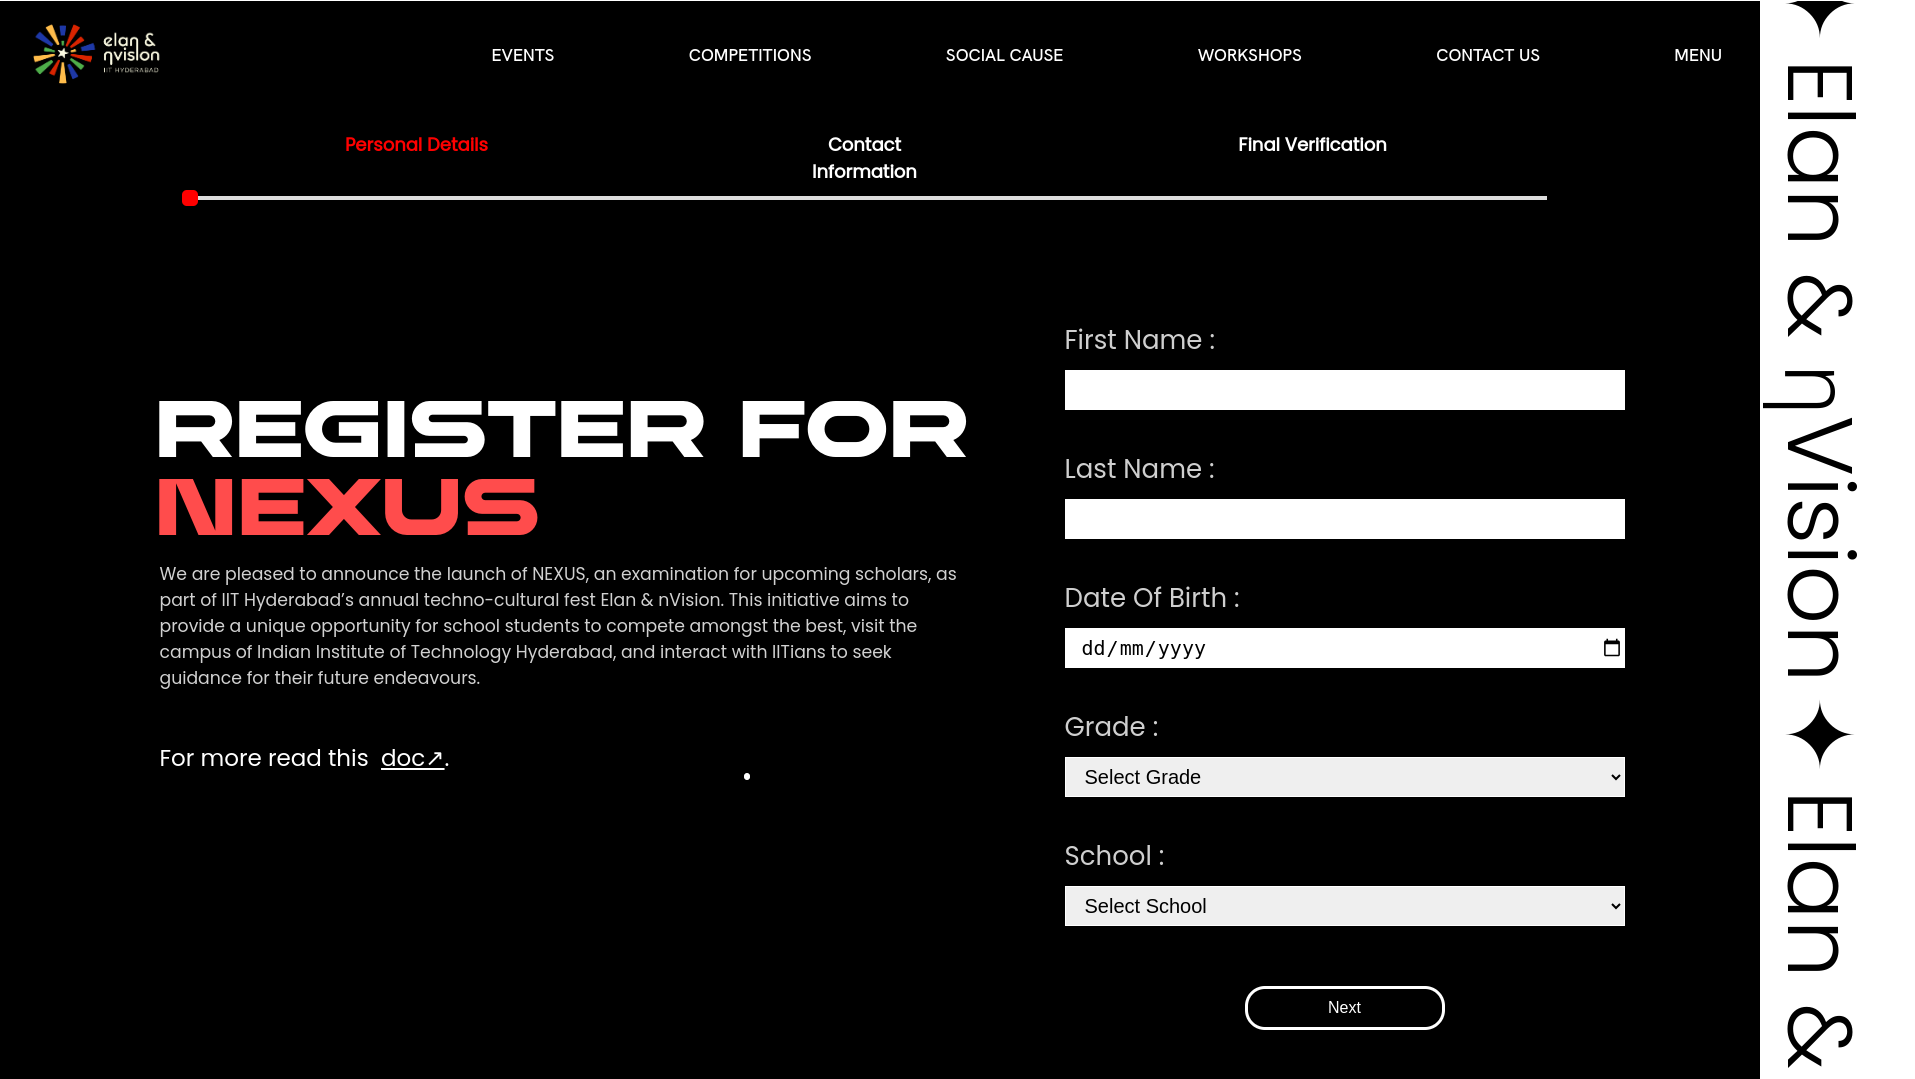 elan &
ηvision
IIT HYDERABAD
EVENTS
COMPETITIONS
SOCIAL CAUSE
WORKSHOPS
CONTACT US
MENU
Personal Details
Contact
Information
Final Verification
REGISTER FOR
NEXUS
We are pleased to announce the launch of NEXUS, an examination for upcoming scholars, as
part of IIT Hyderabad’s annual techno-cultural fest Elan & nVision. This initiative aims to
provide a unique opportunity for school students to compete amongst the best, visit the
campus of Indian Institute of Technology Hyderabad, and interact with IITians to seek
guidance for their future endeavours.
For more read this doc↗.
First Name :
Last Name :
Date Of Birth :
dd/mm/yyyy
Grade :
Select Grade
School :
Select School
Next
✦ Elan & ηVision ✦ Elan &